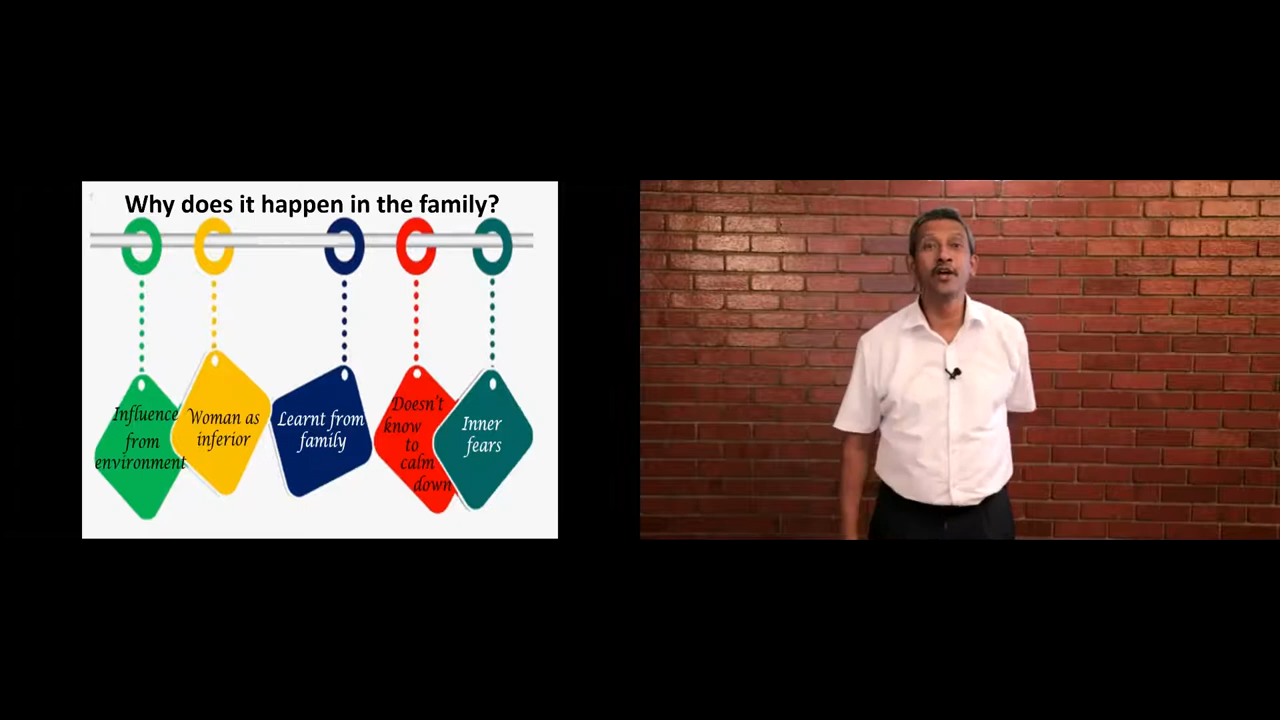 Why does it happen in the family?
Influence
from
environment
Woman as
inferior
Learnt from
family
Doesn't
know
to
calm
down
Inner
fears